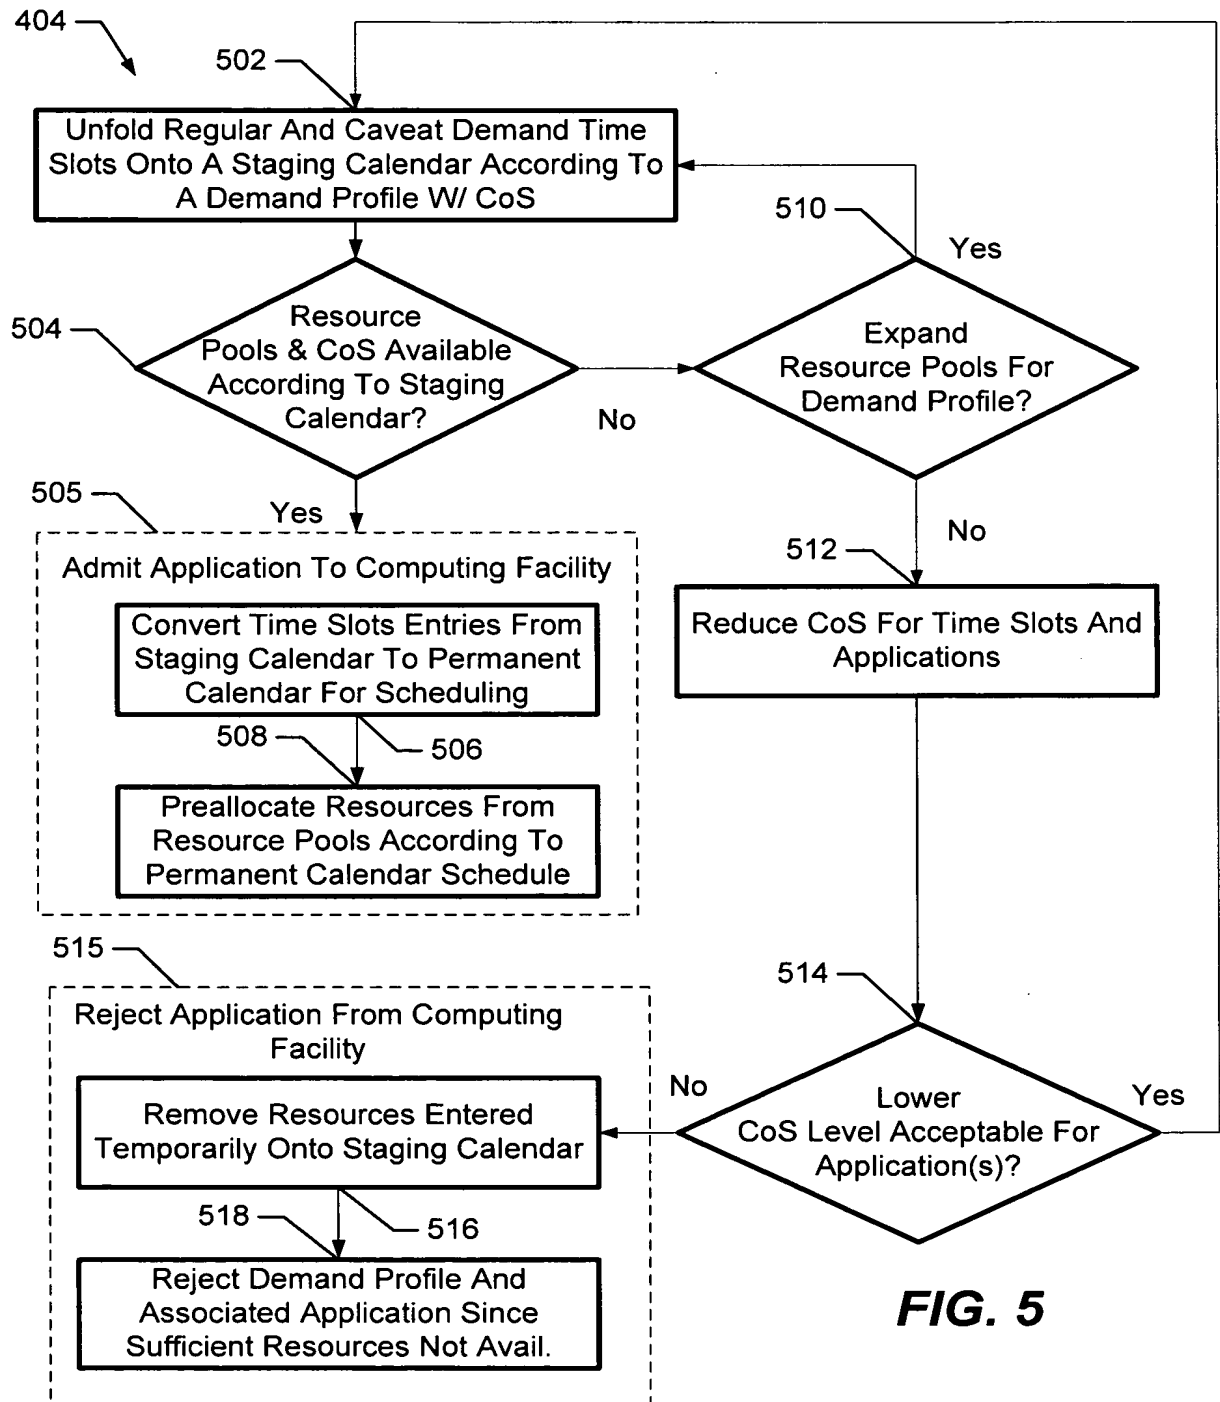 404
502
Unfold Regular And Caveat Demand Time
Slots Onto A Staging Calendar According To
A Demand Profile W/ CoS
510
Yes
504
Resource
Pools & CoS Available
According To Staging
Calendar?
No
Expand
Resource Pools For
Demand Profile?
505
Yes
No
512
Admit Application To Computing Facility
Convert Time Slots Entries From
Staging Calendar To Permanent
Calendar For Scheduling
Reduce CoS For Time Slots And
Applications
508
506
Preallocate Resources From
Resource Pools According To
Permanent Calendar Schedule
515
514
Reject Application From Computing
Facility
No
Yes
Remove Resources Entered
Temporarily Onto Staging Calendar
Lower
CoS Level Acceptable For
Application(s)?
518
516
Reject Demand Profile And
Associated Application Since
Sufficient Resources Not Avail.
FIG. 5